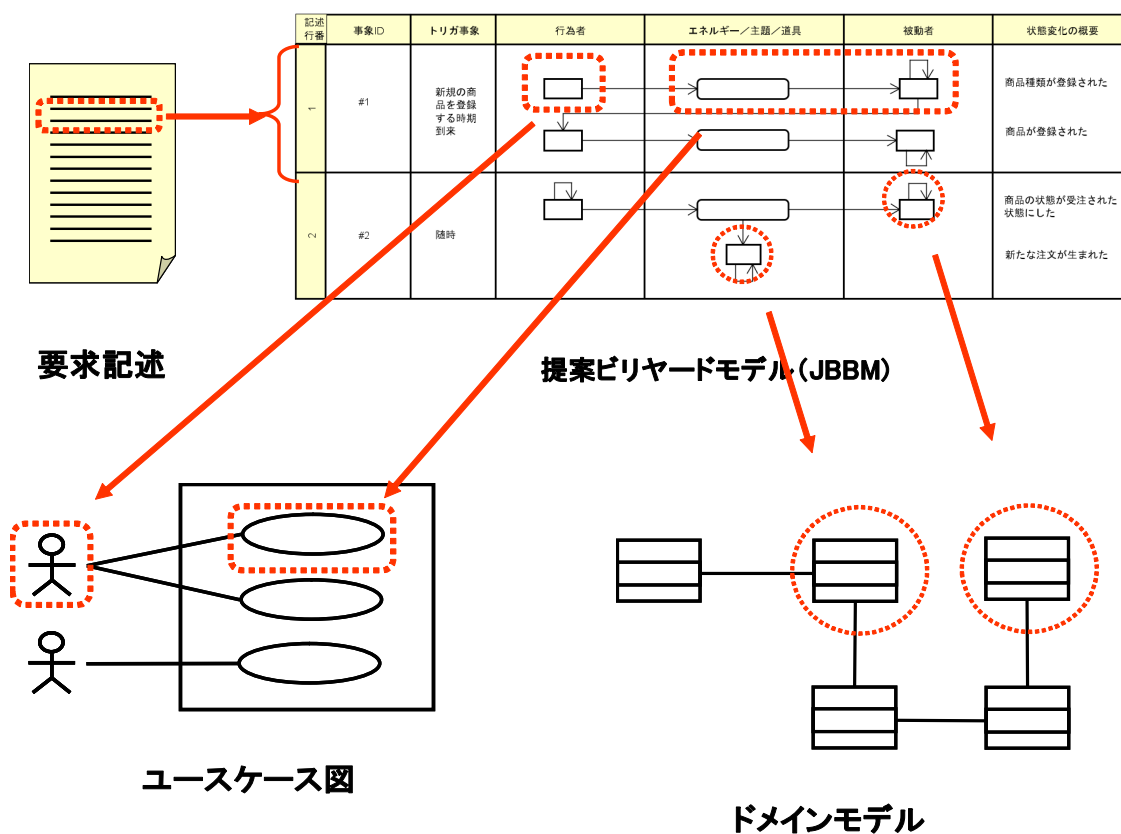 記述
行番
事象ID
トリガ事象
行為者
エネルギー／主題／道具
被動者
状態変化の概要
1
#1
新規の商
品を登録
する時期
到来
商品種類が登録された
商品が登録された
2
#2
随時
商品の状態が受注された
状態にした
新たな注文が生まれた
要求記述
提案ビリヤードモデル（JBBM）
ユースケース図
ドメインモデル